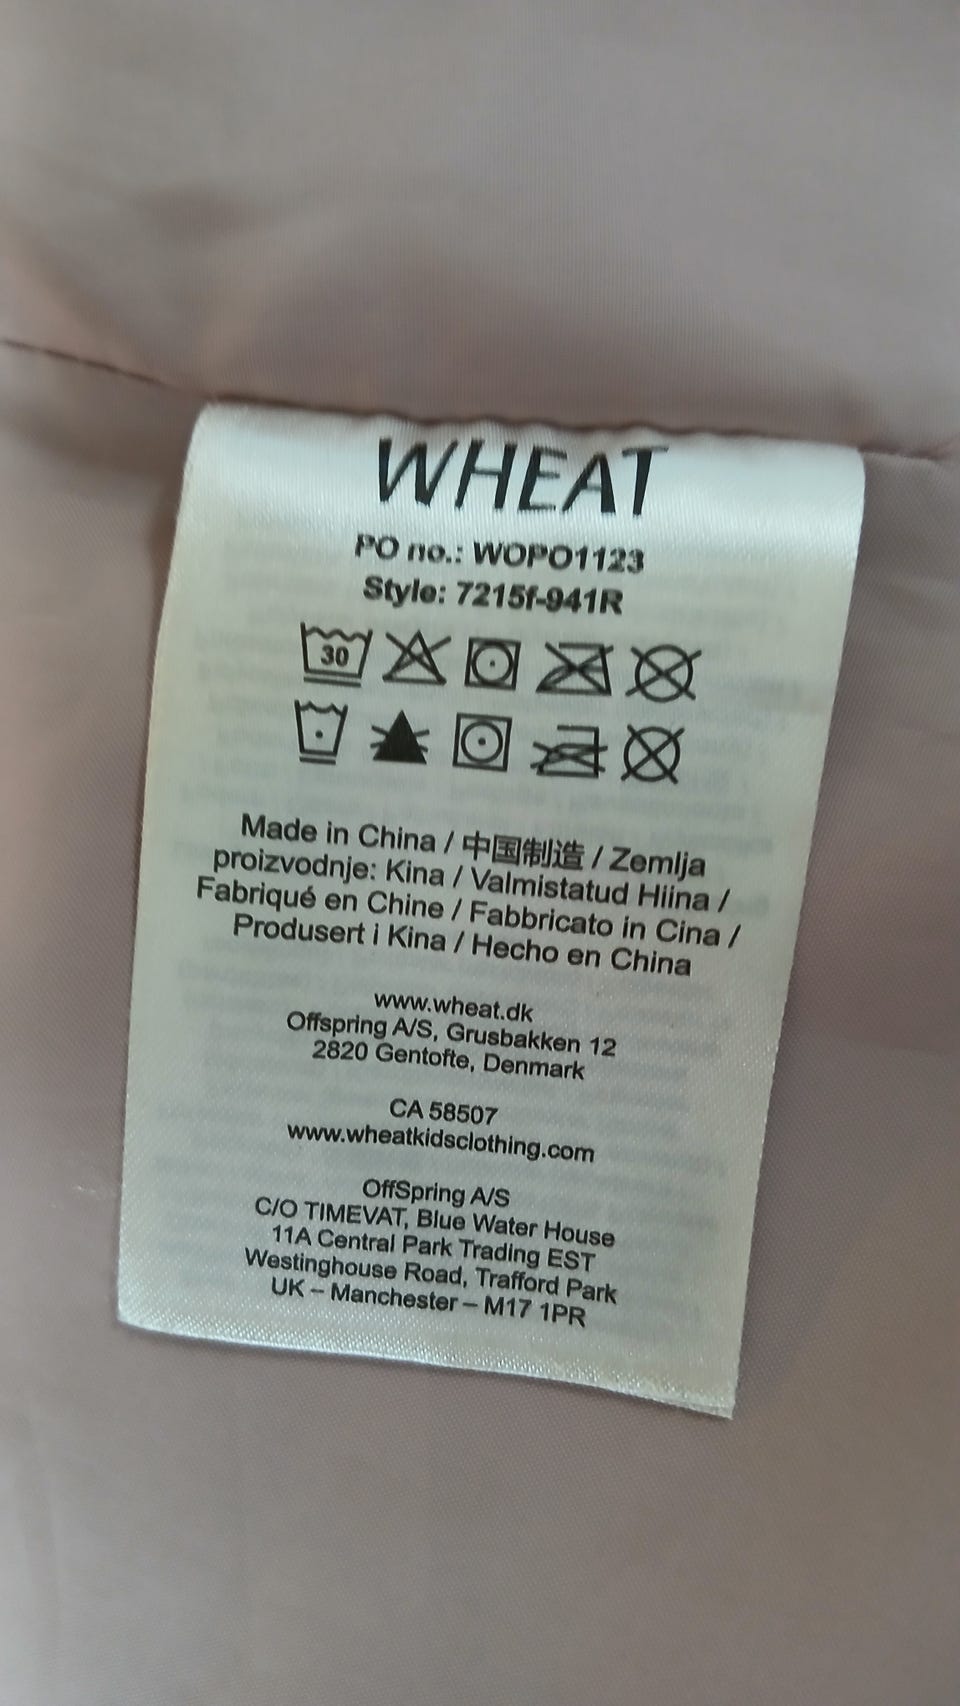 WHEAT
PO no.: WOPO1123
Style: 7215f-941R
30
Made in China / 中国制造 / Zemlja
proizvodnje: Kina / Valmistatud Hiina /
Fabriqué en Chine / Fabbricato in Cina /
Produsert i Kina / Hecho en China
www.wheat.dk
Offspring A/S, Grusbakken 12
2820 Gentofte, Denmark
CA 58507
www.wheatkidsclothing.com
OffSpring A/S
C/O TIMEVAT, Blue Water House
11A Central Park Trading EST
Westinghouse Road, Trafford Park
UK – Manchester – M17 1PR